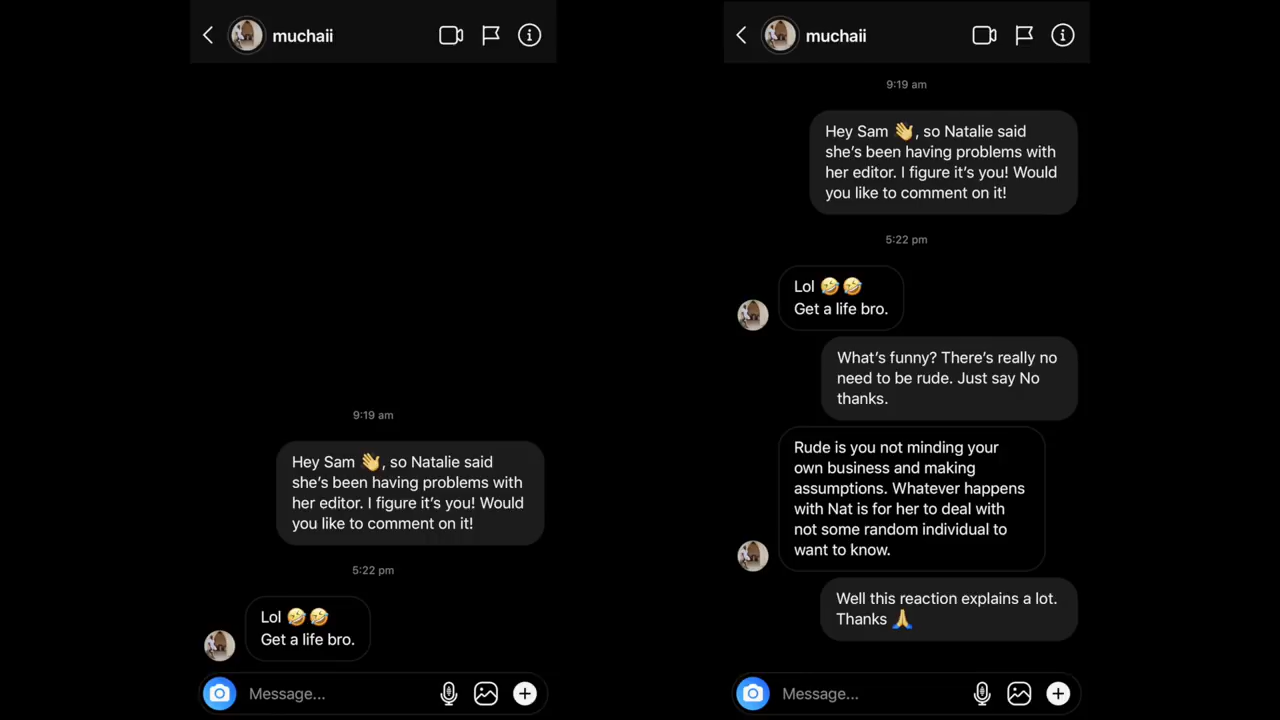 muchaii
9:19 am
Hey Sam 👋, so Natalie said
she's been having problems with
her editor. I figure it's you! Would
you like to comment on it!
5:22 pm
Lol 🤣🤣
Get a life bro.
Message...
muchaii
9:19 am
Hey Sam 👋, so Natalie said
she's been having problems with
her editor. I figure it's you! Would
you like to comment on it!
5:22 pm
Lol 🤣🤣
Get a life bro.
What's funny? There's really no
need to be rude. Just say No
thanks.
Rude is you not minding your
own business and making
assumptions. Whatever happens
with Nat is for her to deal with
not some random individual to
want to know.
Well this reaction explains a lot.
Thanks 🙏
Message...